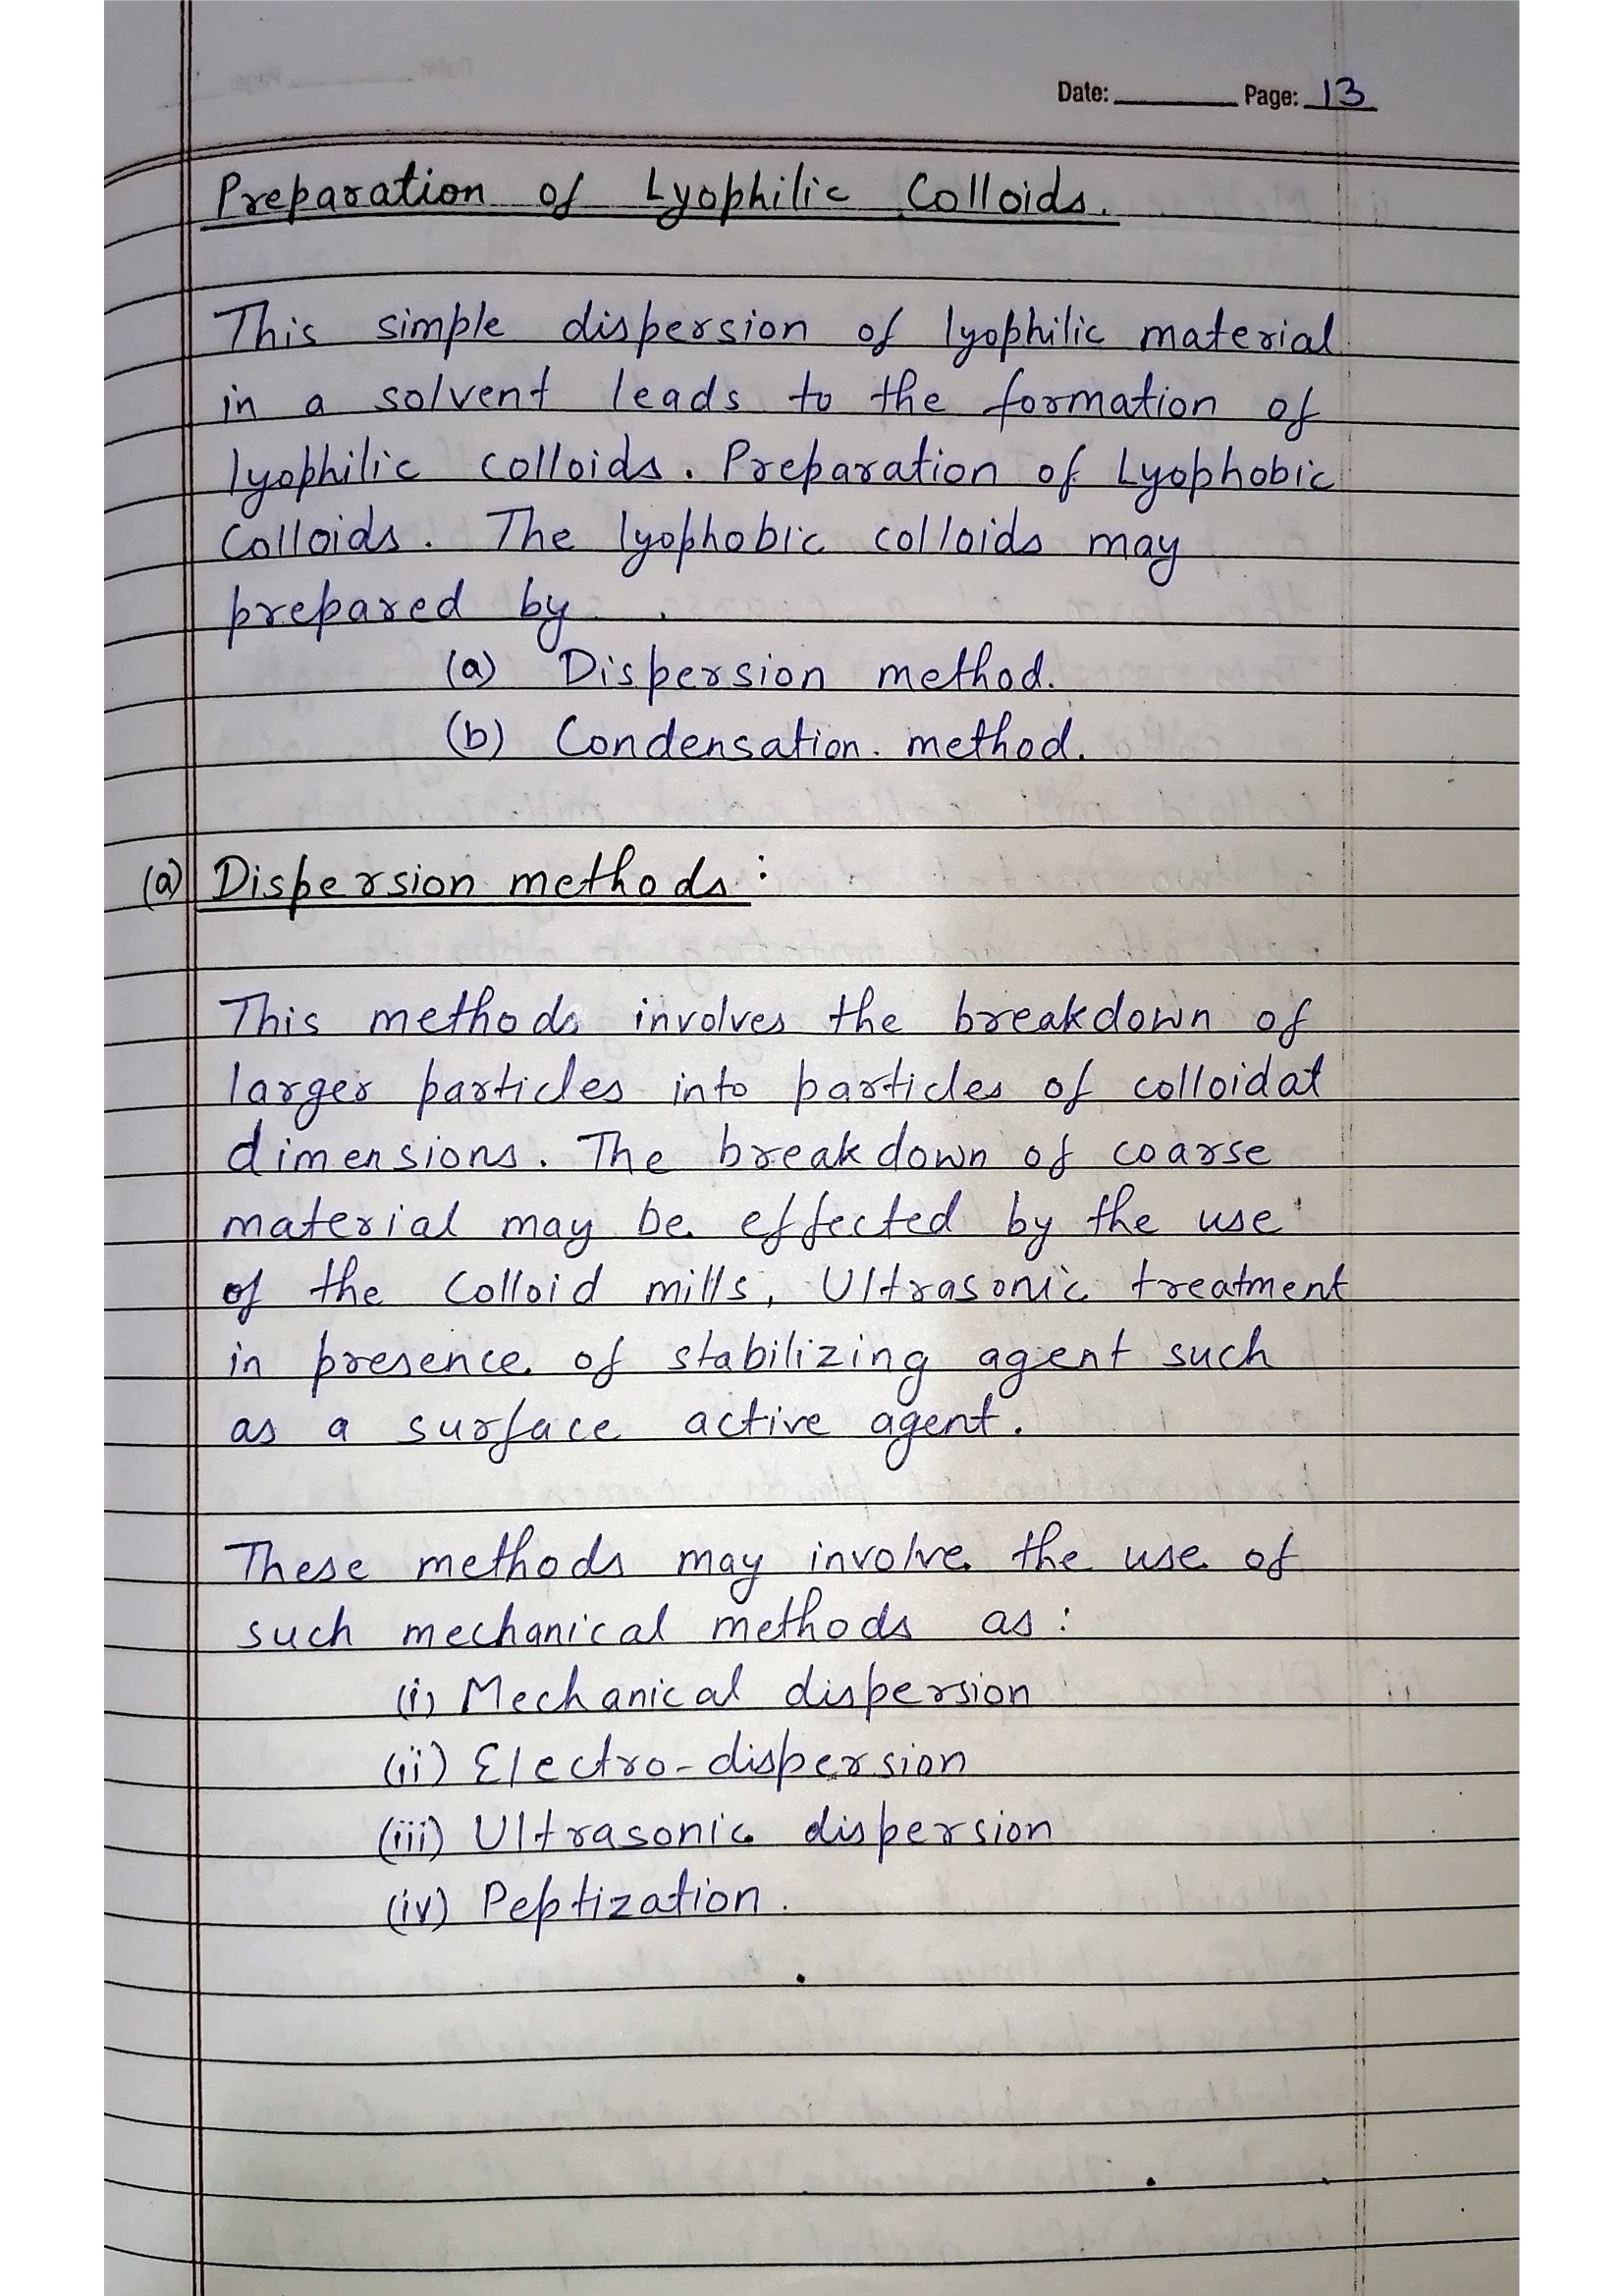 Date: Page: 13
Preparation of Lyophilic Colloids.
This simple dispersion of lyophilic material
in a solvent leads to the formation of
lyophilic colloids. Preparation of Lyophobic
Colloids. The lyophobic colloids may
prepared by
(a) Dispersion method.
(b) Condensation method.
(a) Dispersion methods :
This methods involves the breakdown of
larger particles into particles of colloidat
dimensions. The breakdown of coarse
material may be effected by the use
of the Colloid mills, Ultrasonic treatment
in presence of stabilizing agent such
as a surface active agent.
These methods may involve the use of
such mechanical methods as :
(i) Mechanical dispersion
(ii) Electro-dispersion
(iii) Ultrasonic dispersion
(iv) Peptization.